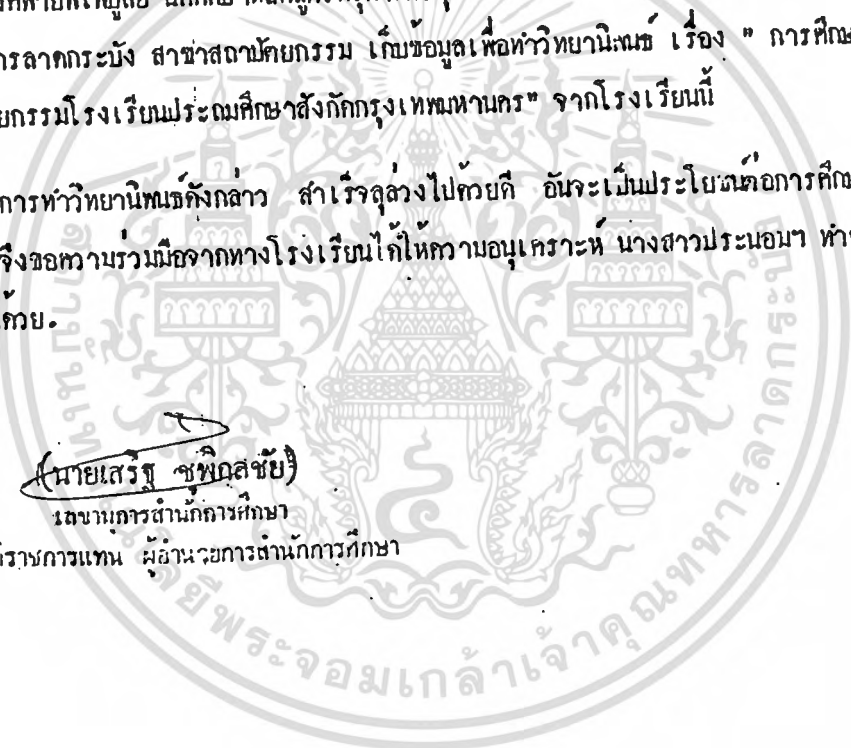 การลาดกระบัง สาขาสถาปัตยกรรม เก็บข้อมูลเพื่อทำวิทยานิพนธ์ เรื่อง " การศึกษ
ยกรรมโรงเรียนประถมศึกษาสังกัดกรุงเทพมหานคร" จากโรงเรียนนี้
การทำวิทยานิพนธ์ดังกล่าว สำเร็จลุล่วงไปด้วยดี อันจะเป็นประโยชน์ต่อการศึกษ
จึงขอความร่วมมือจากทางโรงเรียนได้ให้ความอนุเคราะห์ นางสาวประนอมฯ ทำ
ด้วย.
(นายเสริฐ ชูพิกุลชัย)
เลขานุการสำนักการศึกษา
ราชการแทน ผู้อำนวยการสำนักการศึกษา
พระจอมเกล้าเจ้าคุณทหารลาดกระบัง